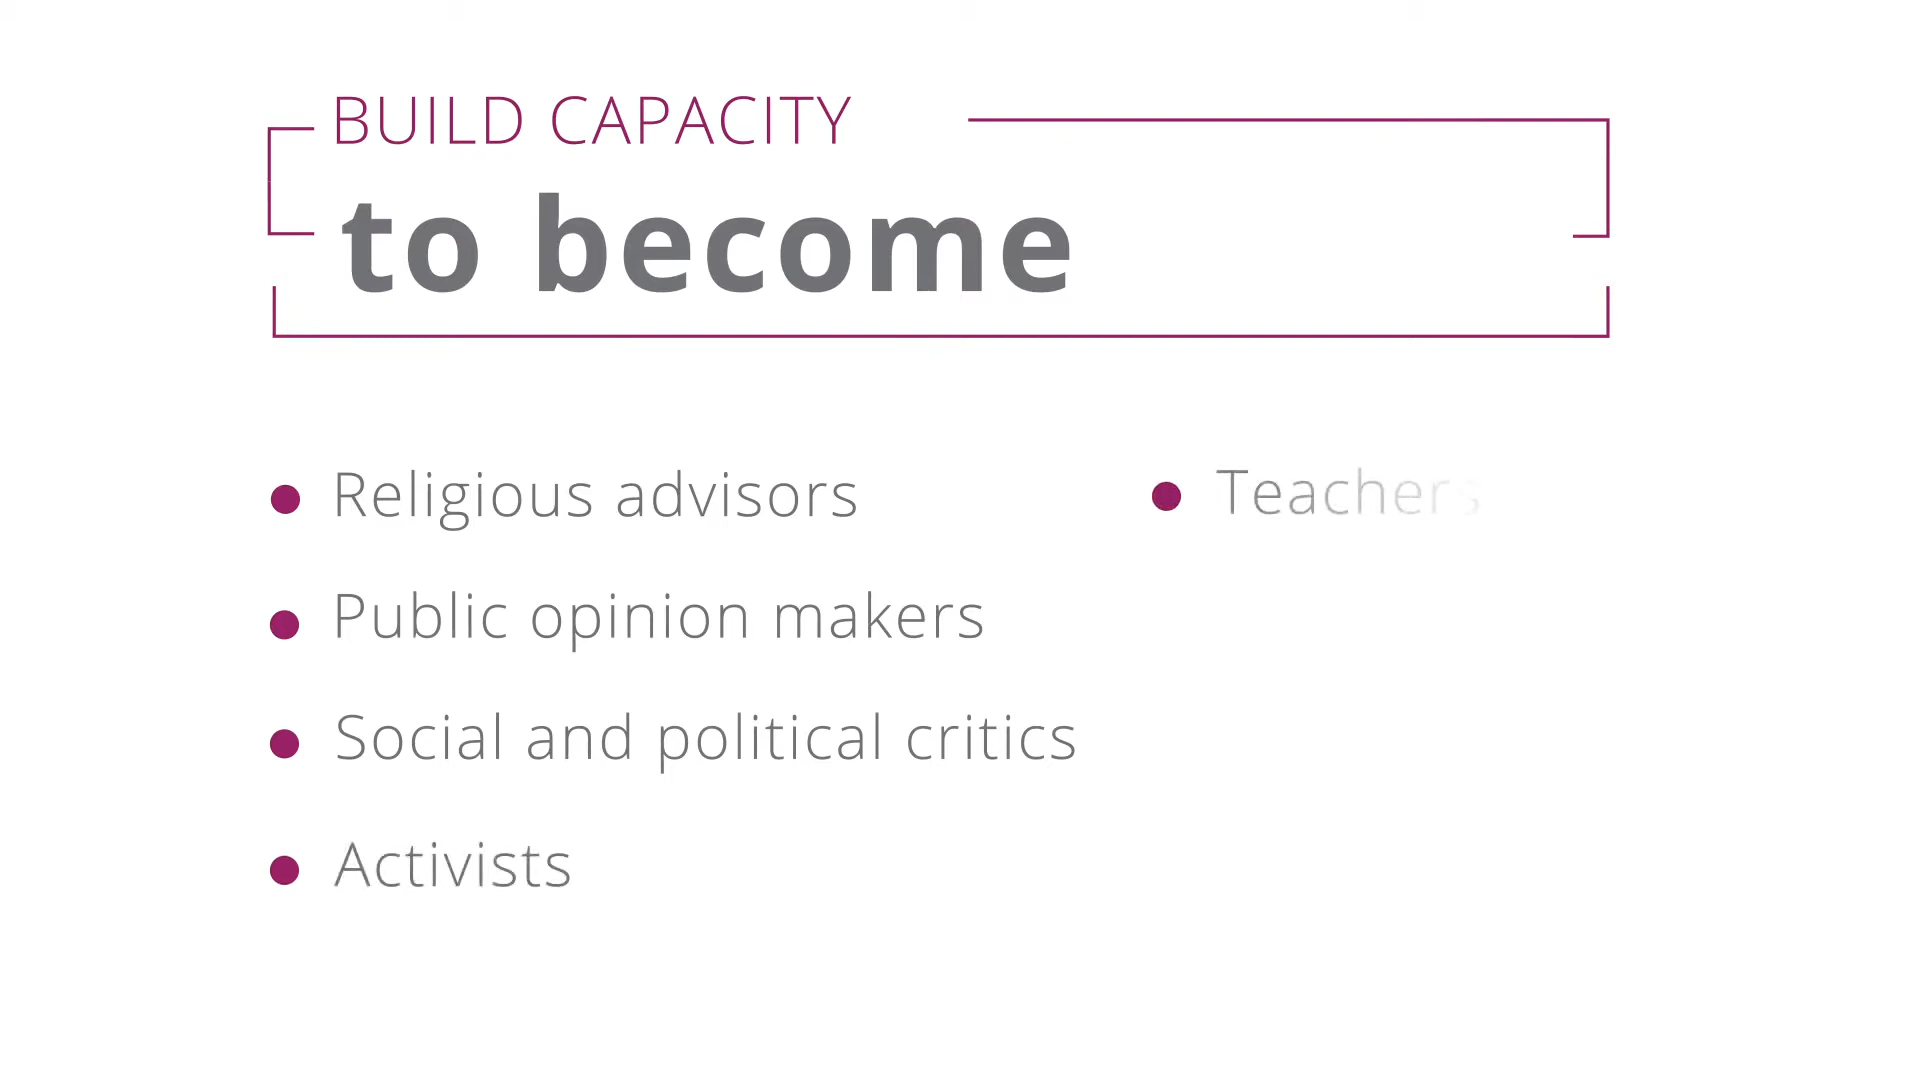 BUILD CAPACITY
to become
Religious advisors
Public opinion makers
Social and political critics
Activists
Teachers